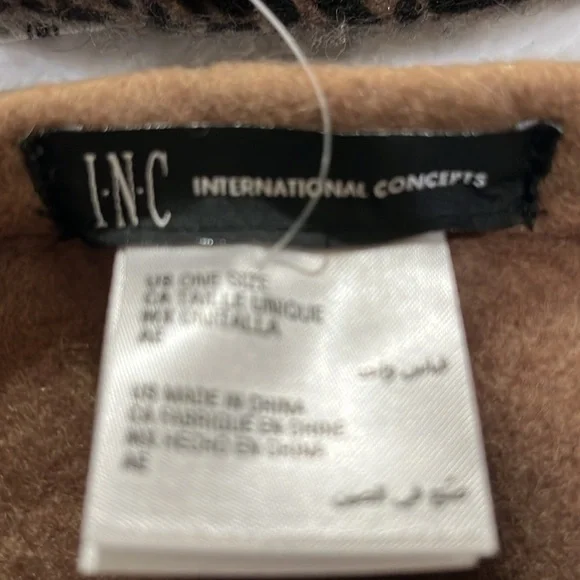 I·N·C INTERNATIONAL CONCEPTS
US ONE SIZE
CA TAILLE UNIQUE
MX UNITALLA
AE
قياس واحد
US MADE IN CHINA
CA FABRIQUE EN CHINE
MX HECHO EN CHINA
AE
صنع في الصين